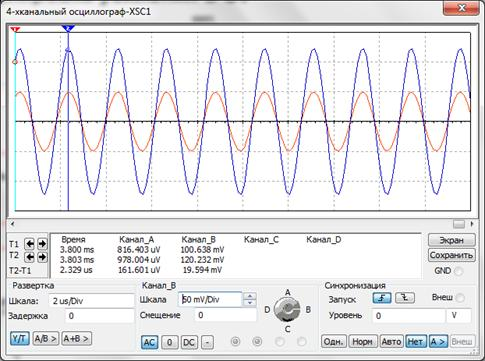 4-хканальный осциллограф-XSC1
1
2
T1
T2
T2-T1
Время Канал_A Канал_B Канал_C Канал_D
3.800 ms 816.403 uV 100.638 mV
3.803 ms 978.004 uV 120.232 mV
2.329 us 161.601 uV 19.594 mV
Экран
Сохранить
GND
Развертка
Шкала: 2 us/Div
Задержка 0
Y/T A/B > A+B >
Канал_B
Шкала 50 mV/Div
Смещение 0
AC 0 DC -
A
B
C
D
Синхронизация
Запуск Внеш
Уровень 0 V
Одн. Норм Авто Нет A > Внеш